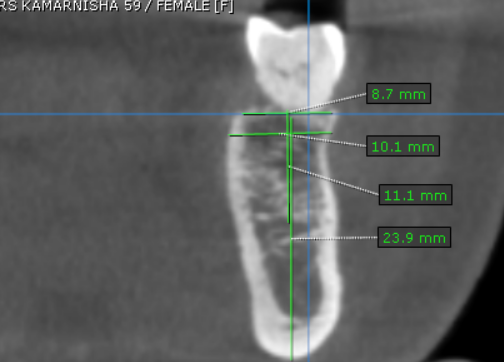 RS KAMARNISHA 59 / FEMALE [F]
8.7 mm
10.1 mm
11.1 mm
23.9 mm